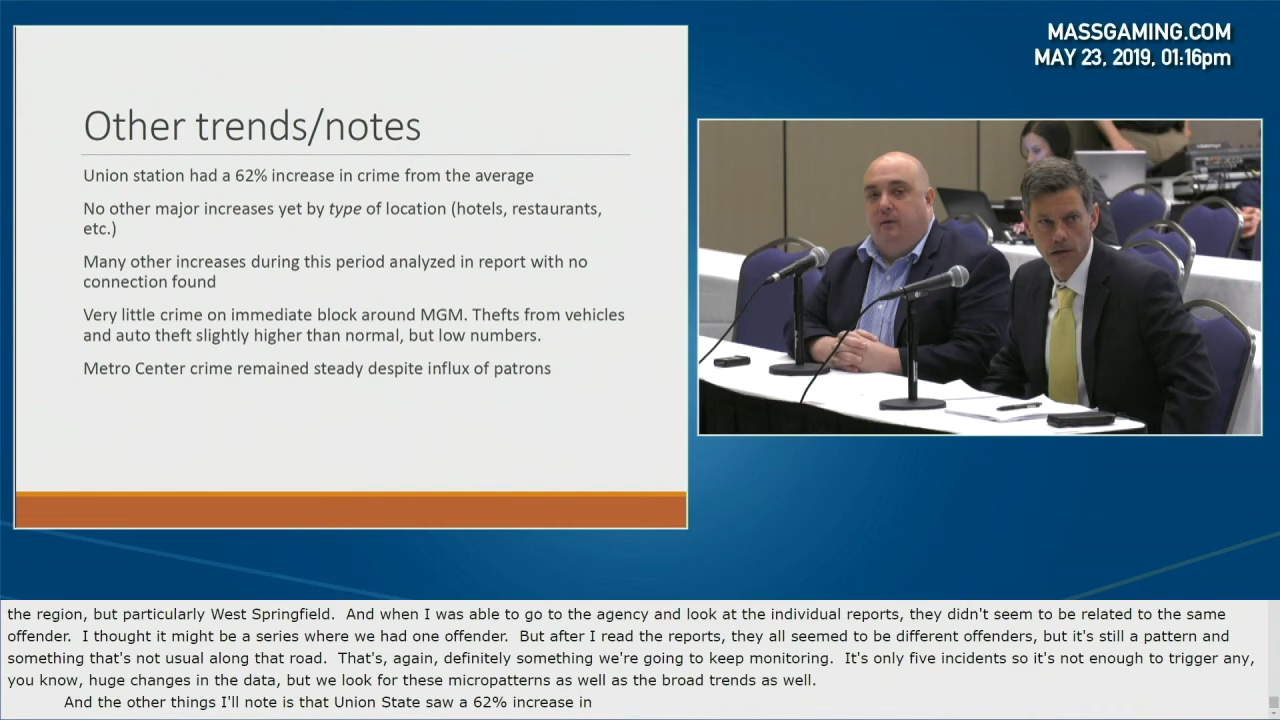 MASSGAMING.COM
MAY 23, 2019, 01:16pm
Other trends/notes
Union station had a 62% increase in crime from the average
No other major increases yet by type of location (hotels, restaurants,
etc.)
Many other increases during this period analyzed in report with no
connection found
Very little crime on immediate block around MGM. Thefts from vehicles
and auto theft slightly higher than normal, but low numbers.
Metro Center crime remained steady despite influx of patrons
the region, but particularly West Springfield.  And when I was able to go to the agency and look at the individual reports, they didn't seem to be related to the same
offender.  I thought it might be a series where we had one offender.  But after I read the reports, they all seemed to be different offenders, but it's still a pattern and
something that's not usual along that road.  That's, again, definitely something we're going to keep monitoring.  It's only five incidents so it's not enough to trigger any,
you know, huge changes in the data, but we look for these micropatterns as well as the broad trends as well.
And the other things I'll note is that Union State saw a 62% increase in